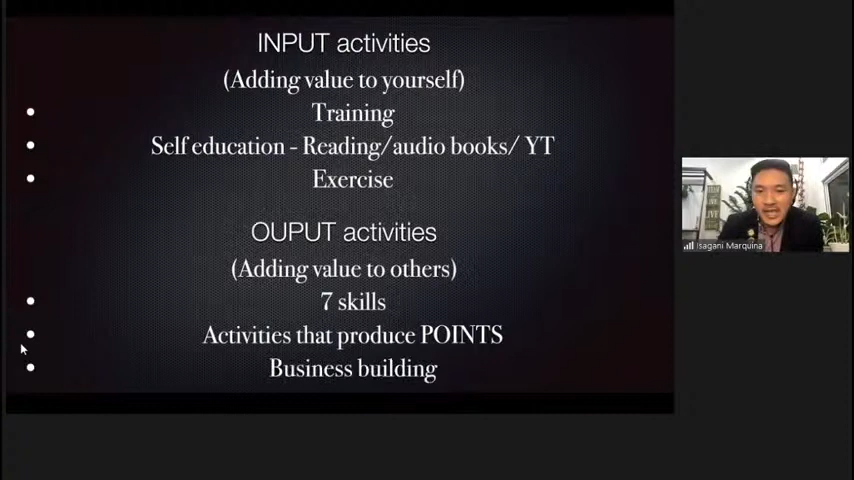 INPUT activities
(Adding value to yourself)
Training
Self education - Reading/audio books/ YT
Exercise
OUPUT activities
(Adding value to others)
7 skills
Activities that produce POINTS
Business building
Isagani Marquina